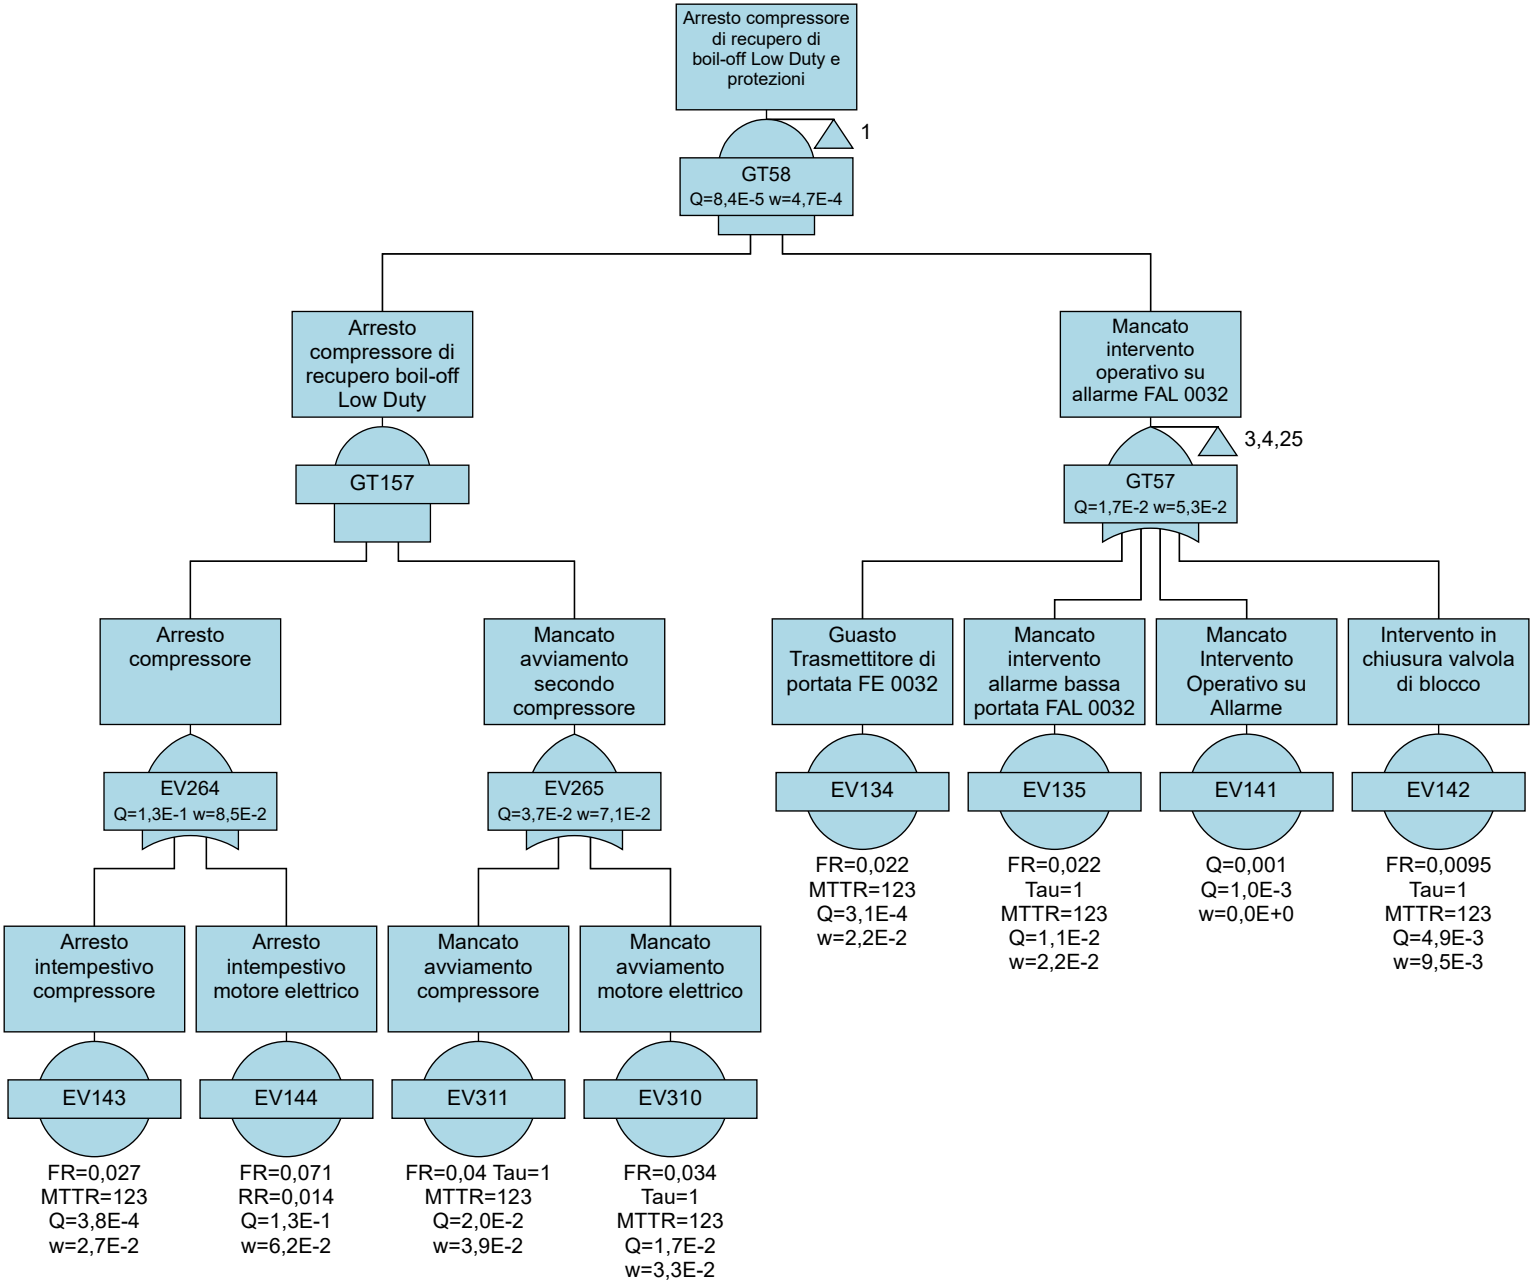 Arresto compressore
di recupero di
boil-off Low Duty e
protezioni
1
GT58
Q=8,4E-5 w=4,7E-4
Arresto
compressore di
recupero boil-off
Low Duty
GT157
Mancato
intervento
operativo su
allarme FAL 0032
3,4,25
GT57
Q=1,7E-2 w=5,3E-2
Arresto
compressore
EV264
Q=1,3E-1 w=8,5E-2
Mancato
avviamento
secondo
compressore
EV265
Q=3,7E-2 w=7,1E-2
Guasto
Trasmettitore di
portata FE 0032
EV134
FR=0,022
MTTR=123
Q=3,1E-4
w=2,2E-2
Mancato
intervento
allarme bassa
portata FAL 0032
EV135
FR=0,022
Tau=1
MTTR=123
Q=1,1E-2
w=2,2E-2
Mancato
Intervento
Operativo su
Allarme
EV141
Q=0,001
Q=1,0E-3
w=0,0E+0
Intervento in
chiusura valvola
di blocco
EV142
FR=0,0095
Tau=1
MTTR=123
Q=4,9E-3
w=9,5E-3
Arresto
intempestivo
compressore
EV143
FR=0,027
MTTR=123
Q=3,8E-4
w=2,7E-2
Arresto
intempestivo
motore elettrico
EV144
FR=0,071
RR=0,014
Q=1,3E-1
w=6,2E-2
Mancato
avviamento
compressore
EV311
FR=0,04 Tau=1
MTTR=123
Q=2,0E-2
w=3,9E-2
Mancato
avviamento
motore elettrico
EV310
FR=0,034
Tau=1
MTTR=123
Q=1,7E-2
w=3,3E-2